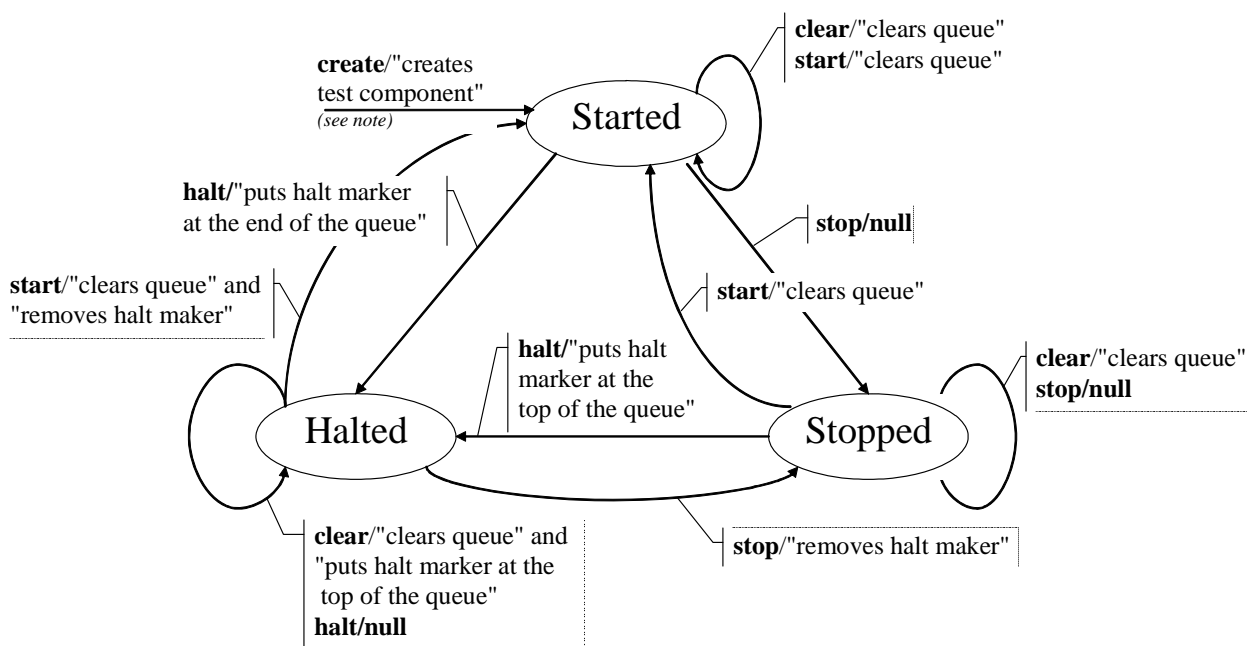 clear/"clears queue"
start/"clears queue"
create/"creates
test component"
(see note)
Started
halt/"puts halt marker
at the end of the queue"
stop/null
start/"clears queue" and
"removes halt maker"
start/"clears queue"
halt/"puts halt
marker at the
top of the queue"
clear/"clears queue"
stop/null
Halted
Stopped
clear/"clears queue" and
"puts halt marker at the
top of the queue"
halt/null
stop/"removes halt maker"